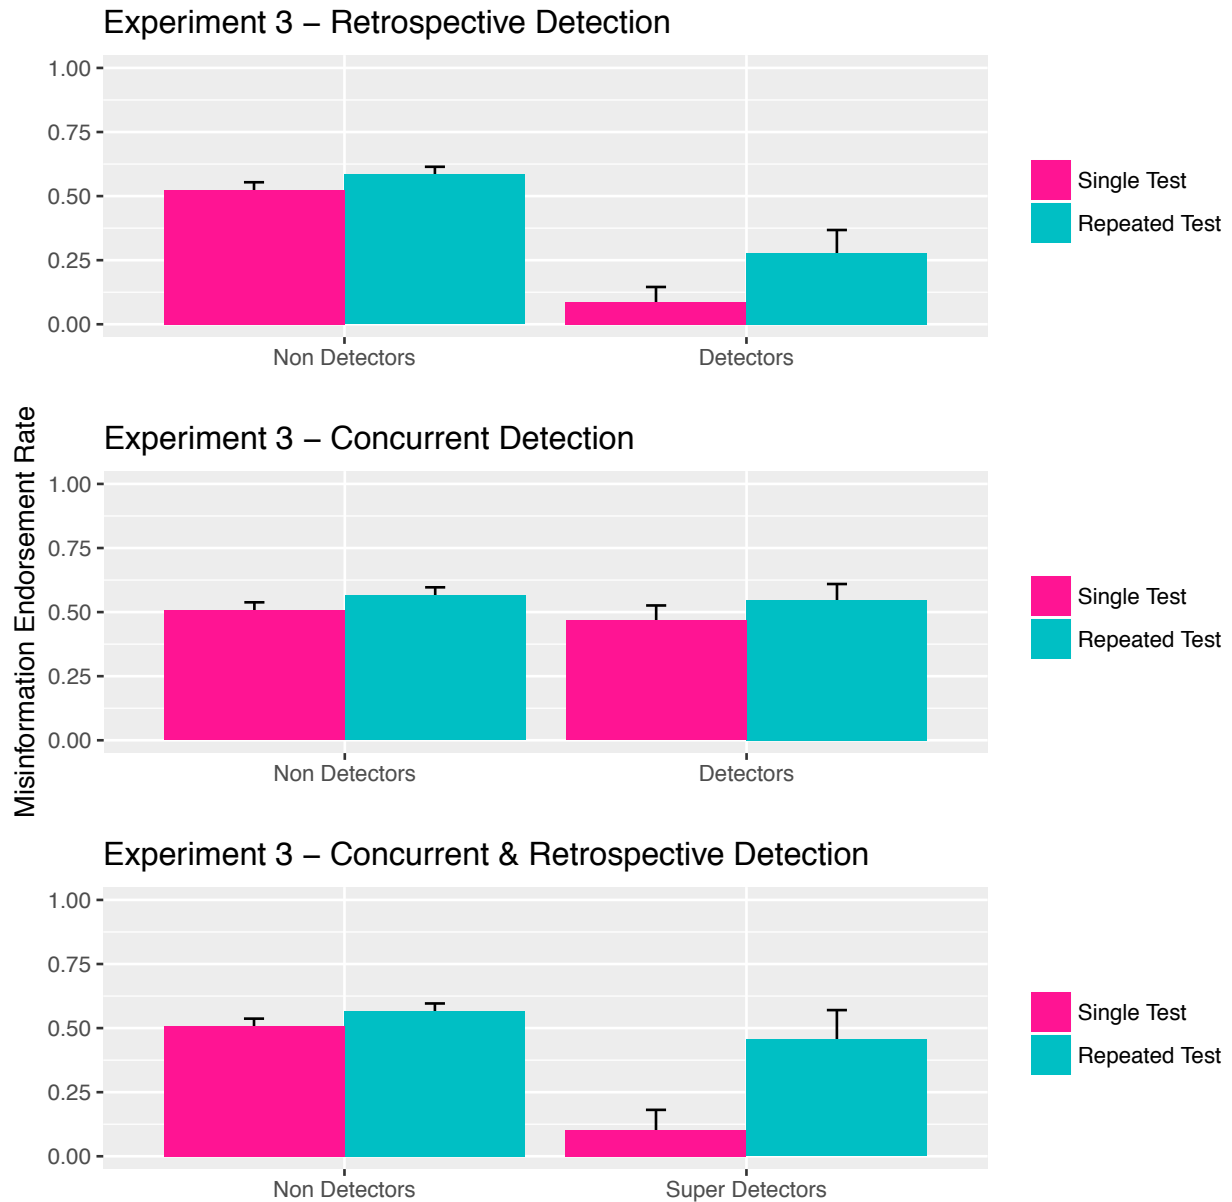 Experiment 3 – Retrospective Detection
1.00
0.75
0.50
0.25
0.00
Non Detectors
Detectors
Single Test
Repeated Test
Misinformation Endorsement Rate
Experiment 3 – Concurrent Detection
1.00
0.75
0.50
0.25
0.00
Non Detectors
Detectors
Single Test
Repeated Test
Experiment 3 – Concurrent & Retrospective Detection
1.00
0.75
0.50
0.25
0.00
Non Detectors
Super Detectors
Single Test
Repeated Test